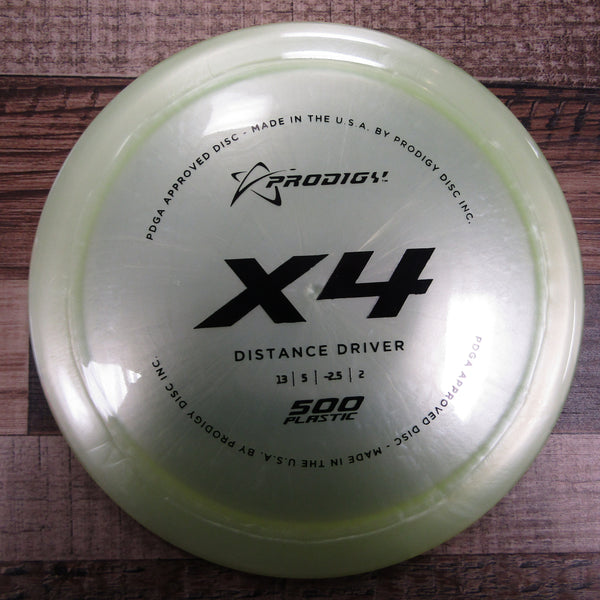 PDGA APPROVED DISC - MADE IN THE U.S.A. BY PRODIGY DISC INC.
PRODIGY
X4
DISTANCE DRIVER
13 | 5 | -2.5 | 2
500
PLASTIC
PDGA APPROVED DISC - MADE IN THE U.S.A. BY PRODIGY DISC INC.